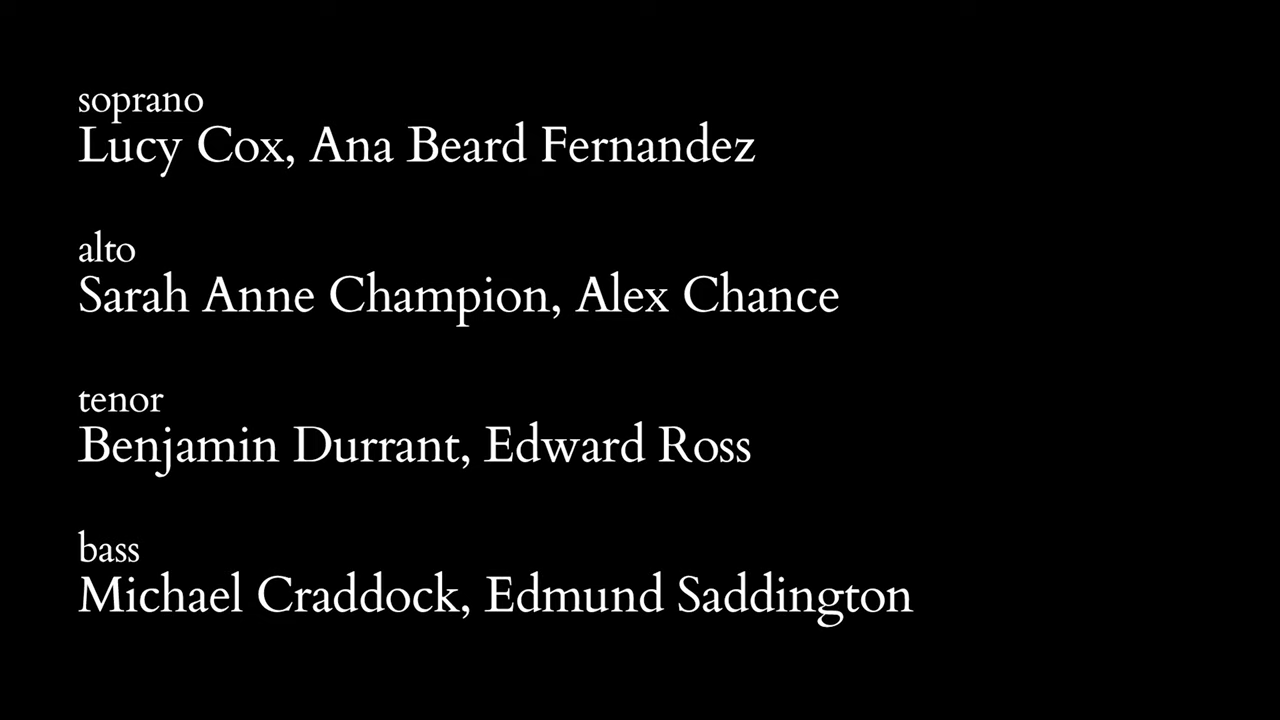 soprano
Lucy Cox, Ana Beard Fernandez
alto
Sarah Anne Champion, Alex Chance
tenor
Benjamin Durrant, Edward Ross
bass
Michael Craddock, Edmund Saddington